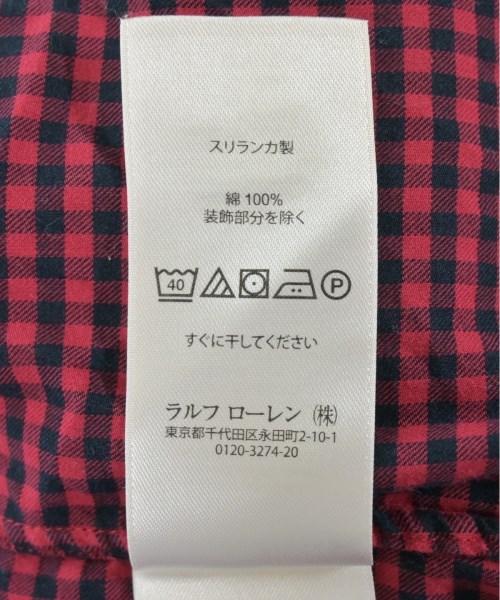 スリランカ製
綿 100%
装飾部分を除く
40 P
すぐに干してください
ラルフ ローレン ㈱
東京都千代田区永田町2-10-1
0120-3274-20